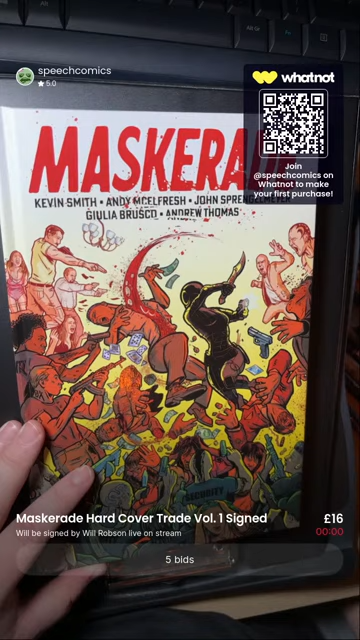 speechcomics
★ 5.0
whatnot
Join
@speechcomics on
Whatnot to make
your first purchase!
MASKERA
KEVIN SMITH • ANDY MCELFRESH • JOHN
GIULIA BRUSCO • ANDREW THOMAS
SECURITY
Maskerade Hard Cover Trade Vol. 1 Signed
£16
Will be signed by Will Robson live on stream
00:00
5 bids